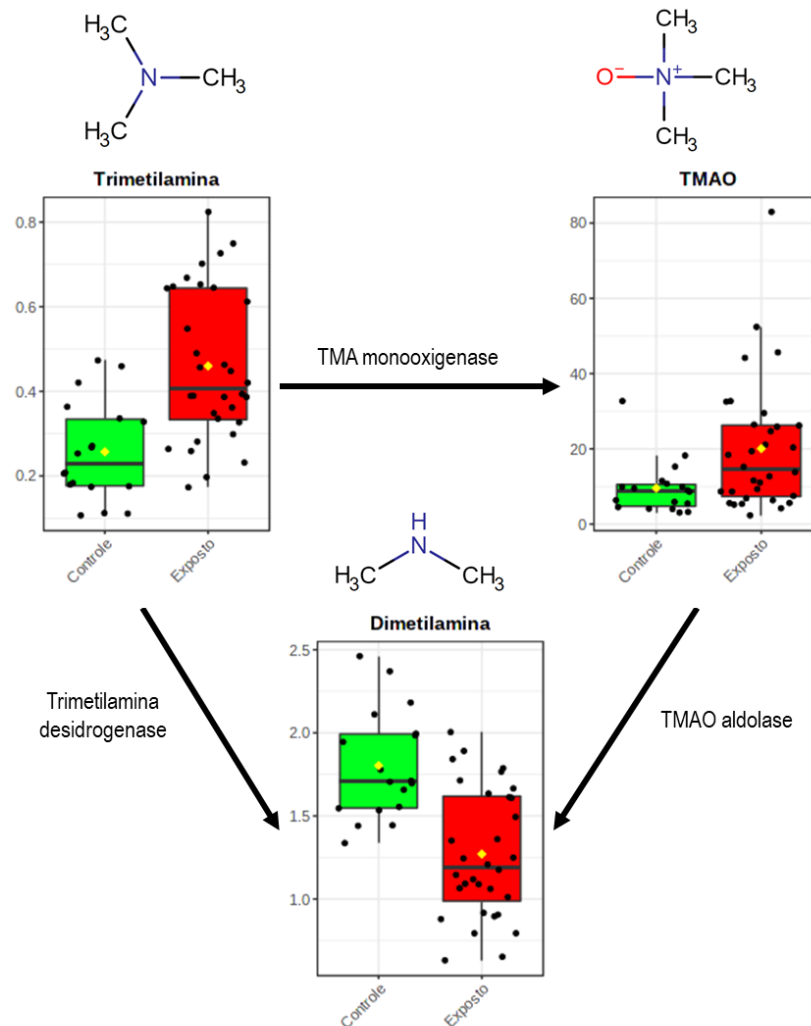 H₃C
N
CH₃
H₃C
CH₃
O⁻
N⁺
CH₃
CH₃
Trimetilamina
0.8
0.6
0.4
0.2
Controle
Exposto
TMA monooxigenase
TMAO
80
60
40
20
0
Controle
Exposto
H
N
H₃C
CH₃
Dimetilamina
2.5
2.0
1.5
1.0
Controle
Exposto
Trimetilamina
desidrogenase
TMAO aldolase